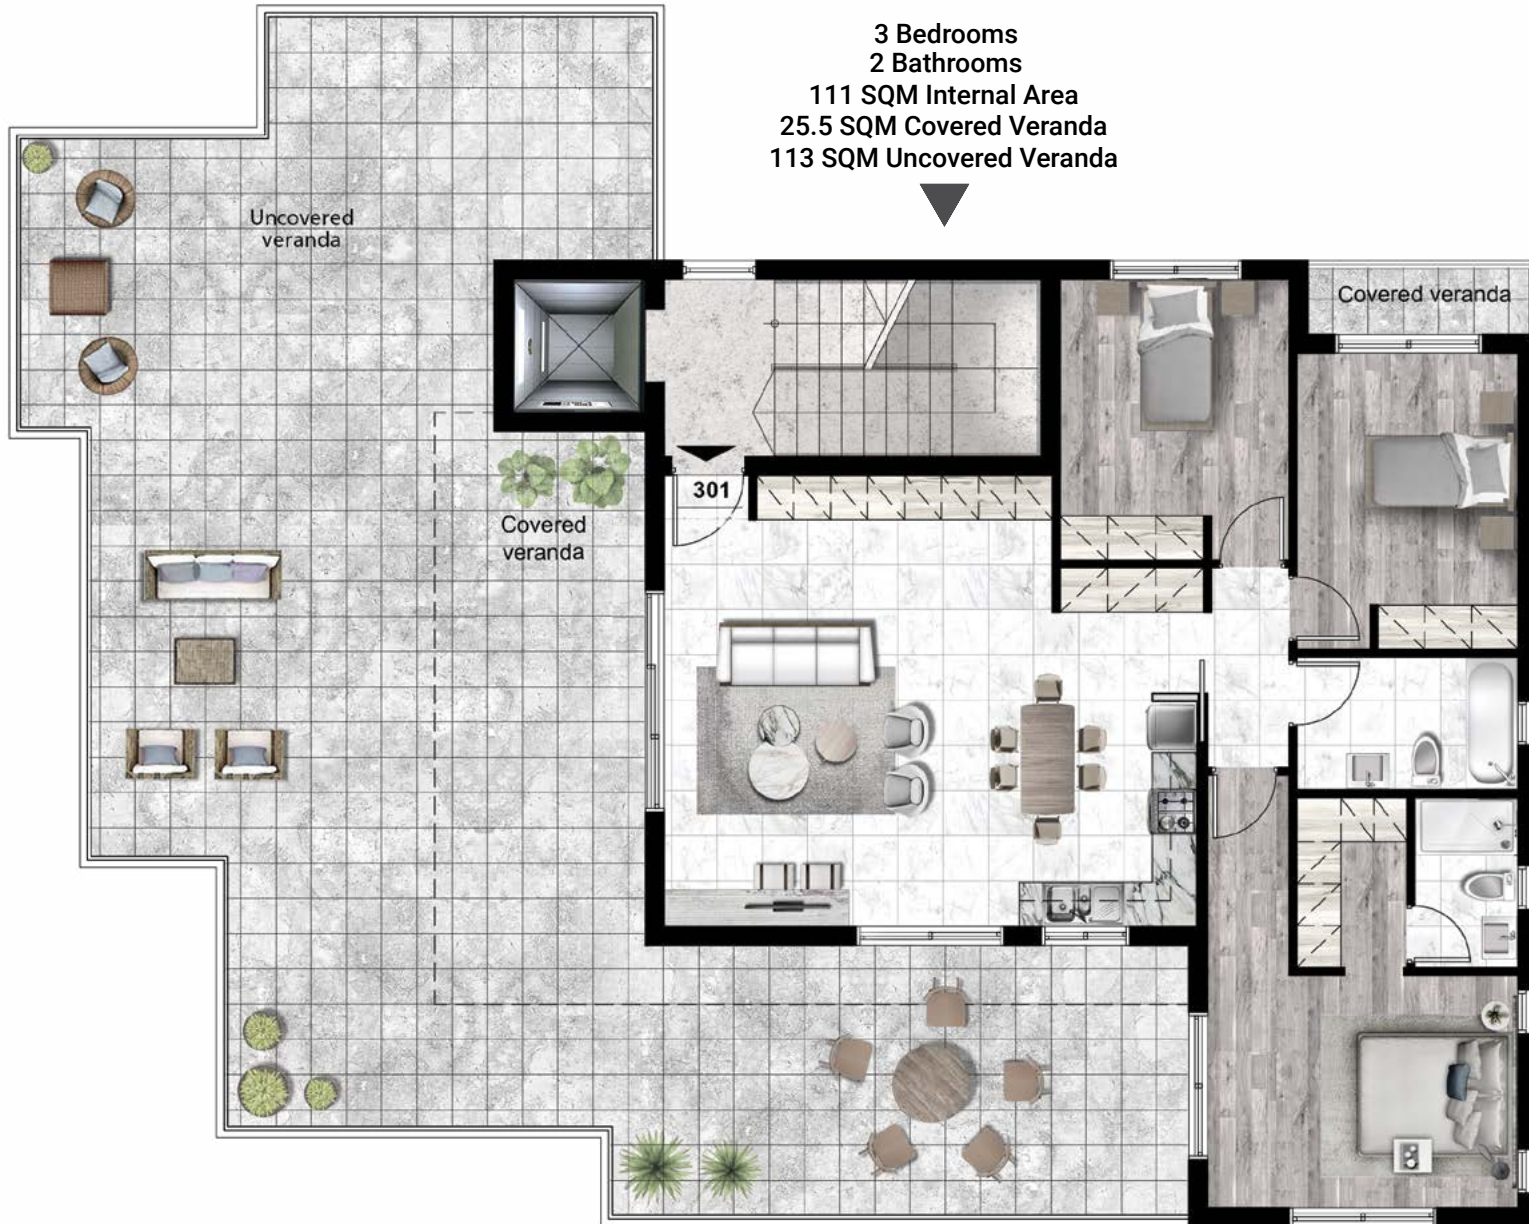 3 Bedrooms
2 Bathrooms
111 SQM Internal Area
25.5 SQM Covered Veranda
113 SQM Uncovered Veranda
Uncovered
veranda
Covered veranda
301
Covered
veranda